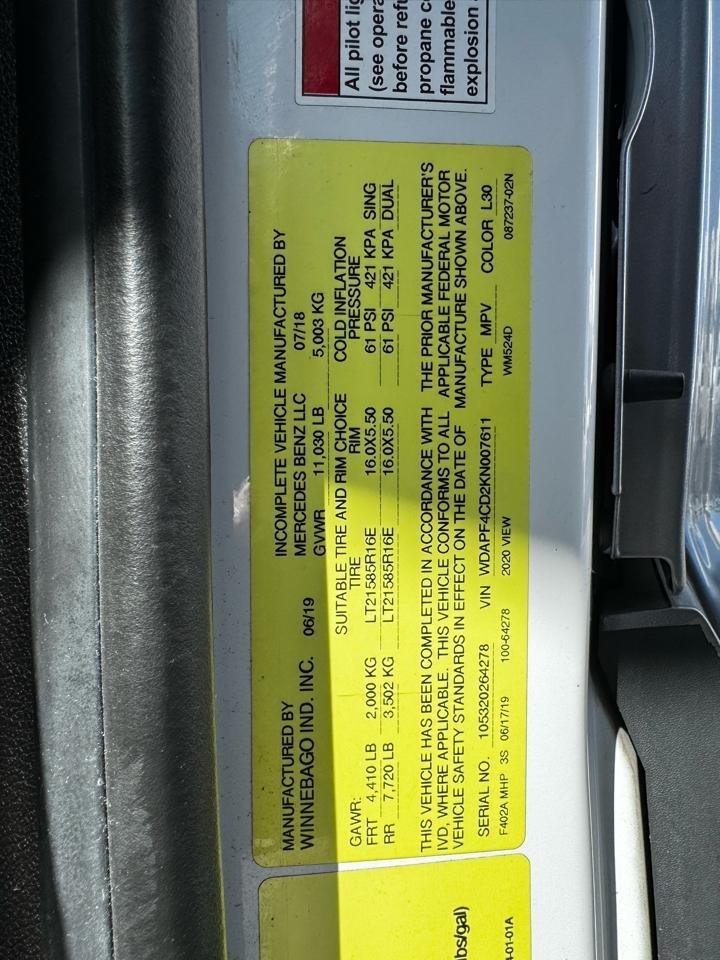 All pilot
(see opera
before refu
propane co
flammable
explosion
MANUFACTURED BY
WINNEBAGO IND. INC. 06/19
INCOMPLETE VEHICLE MANUFACTURED BY
MERCEDES BENZ LLC 07/18
GVWR 11,030 LB 5,003 KG
SUITABLE TIRE AND RIM CHOICE
COLD INFLATION
GAWR: TIRE RIM PRESSURE
FRT 4,410 LB 2,000 KG LT21585R16E 16.0X5.50 61 PSI 421 KPA SING
RR 7,720 LB 3,502 KG LT21585R16E 16.0X5.50 61 PSI 421 KPA DUAL
THIS VEHICLE HAS BEEN COMPLETED IN ACCORDANCE WITH THE PRIOR MANUFACTURER'S
IVD, WHERE APPLICABLE. THIS VEHICLE CONFORMS TO ALL APPLICABLE FEDERAL MOTOR
VEHICLE SAFETY STANDARDS IN EFFECT ON THE DATE OF MANUFACTURE SHOWN ABOVE.
SERIAL NO. 105320264278 VIN WDAPF4CD2KN007611 TYPE MPV COLOR L30
F402A MHP 3S 06/17/19 100-64278 2020 VIEW WM524D 087237-02N
lbs/gal)
-01-01A